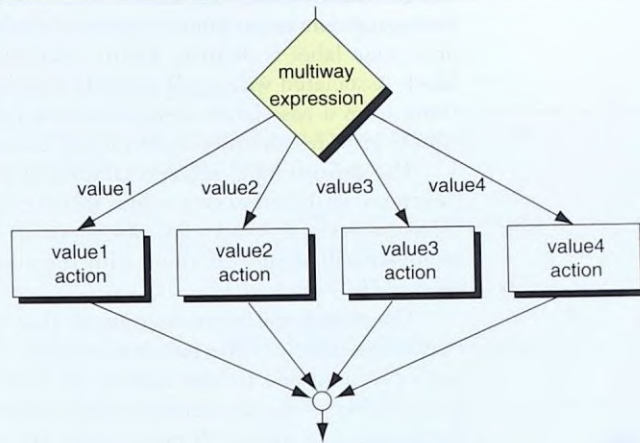 multiway
expression
value1
value2
value3
value4
value1
action
value2
action
value3
action
value4
action